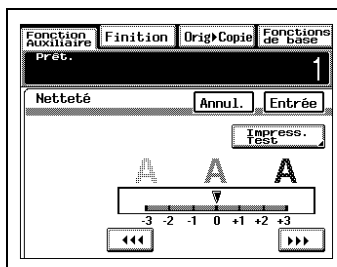 Fonction Auxiliaire Finition Orig▸Copie Fonctions de base
Prêt.
1
Netteté Annul. Entrée
Impress. Test
A A A
-3 -2 -1 0 +1 +2 +3